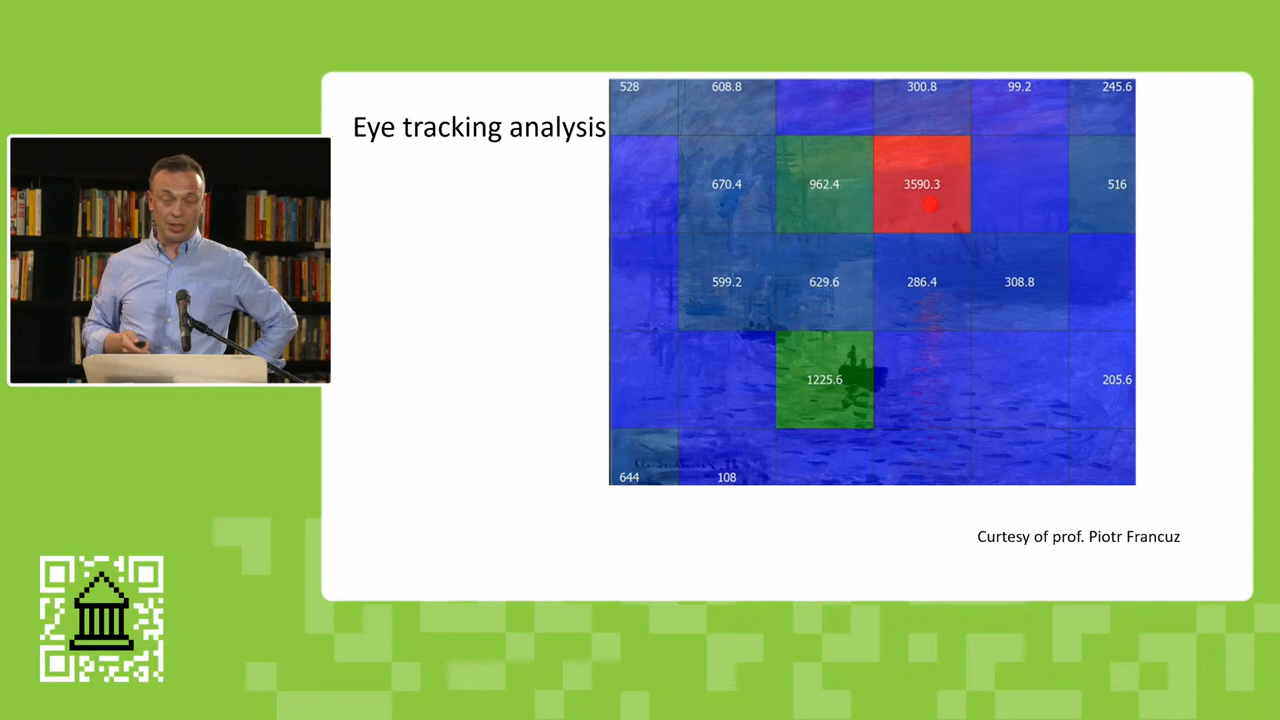 Eye tracking analysis
528 608.8 300.8 99.2 245.6
670.4 962.4 3590.3 516
599.2 629.6 286.4 308.8
1225.6 205.6
644 108
Curtesy of prof. Piotr Francuz